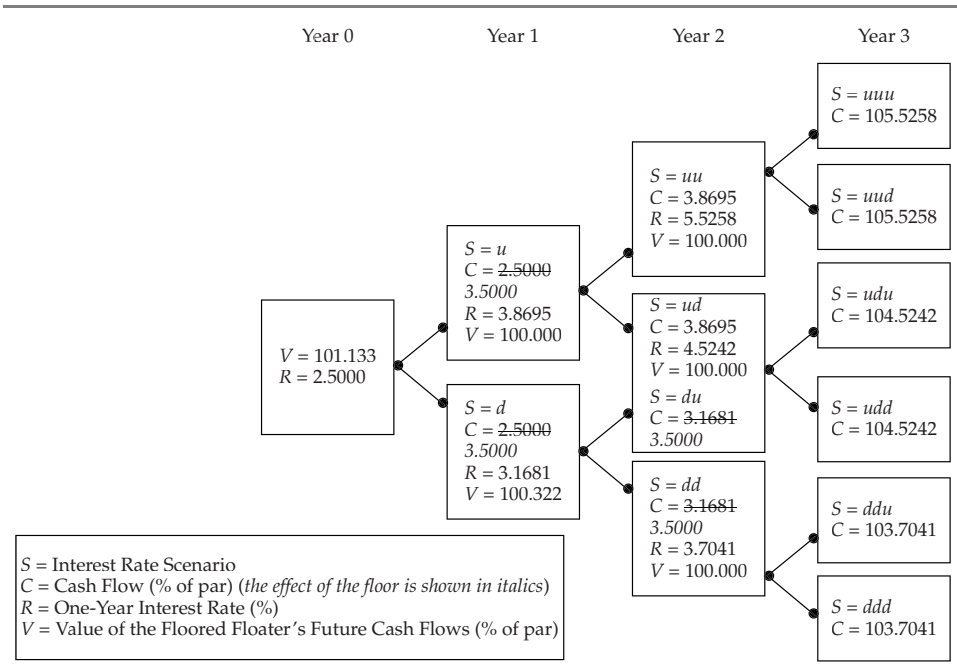 Year 0 Year 1 Year 2 Year 3
V = 101.133
R = 2.5000
S = u
C = 2.5000
3.5000
R = 3.8695
V = 100.000
S = d
C = 2.5000
3.5000
R = 3.1681
V = 100.322
S = uu
C = 3.8695
R = 5.5258
V = 100.000
S = ud
C = 3.8695
R = 4.5242
V = 100.000
S = du
C = 3.1681
3.5000
S = dd
C = 3.1681
3.5000
R = 3.7041
V = 100.000
S = uuu
C = 105.5258
S = uud
C = 105.5258
S = udu
C = 104.5242
S = udd
C = 104.5242
S = ddu
C = 103.7041
S = ddd
C = 103.7041
S = Interest Rate Scenario
C = Cash Flow (% of par) (the effect of the floor is shown in italics)
R = One-Year Interest Rate (%)
V = Value of the Floored Floater's Future Cash Flows (% of par)